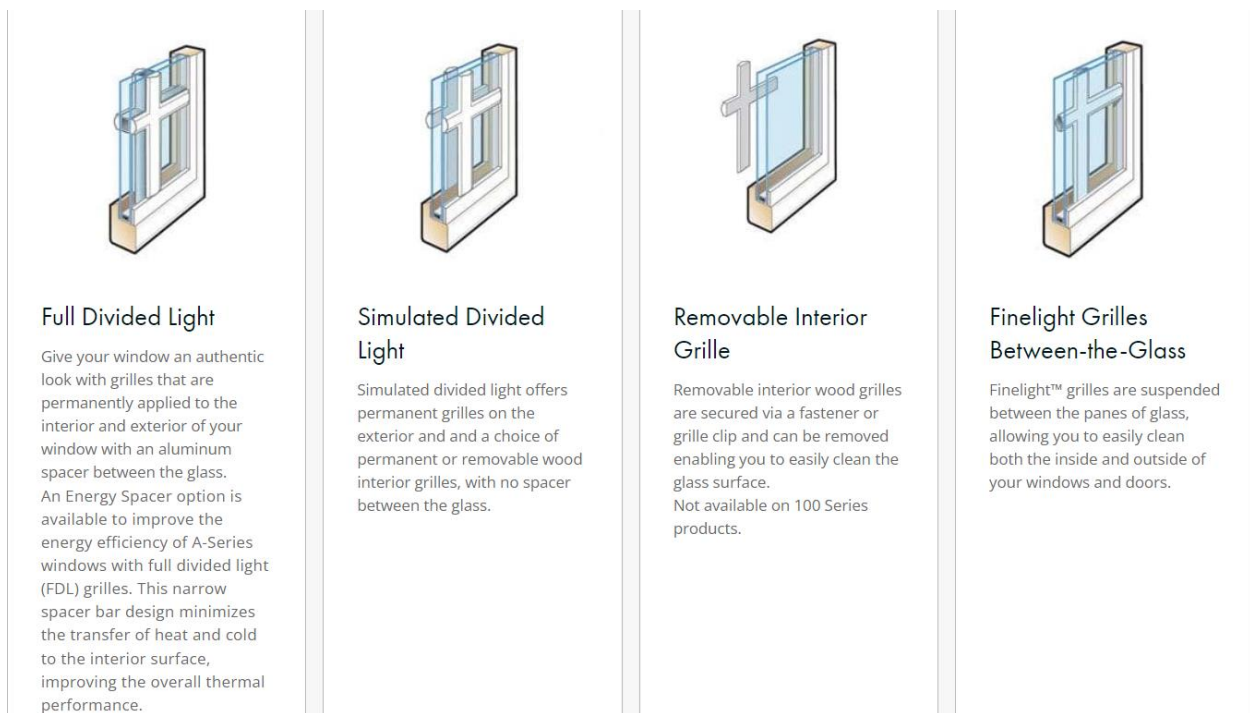 Full Divided Light
Give your window an authentic
look with grilles that are
permanently applied to the
interior and exterior of your
window with an aluminum
spacer between the glass.
An Energy Spacer option is
available to improve the
energy efficiency of A-Series
windows with full divided light
(FDL) grilles. This narrow
spacer bar design minimizes
the transfer of heat and cold
to the interior surface,
improving the overall thermal
performance.
Simulated Divided
Light
Simulated divided light offers
permanent grilles on the
exterior and and a choice of
permanent or removable wood
interior grilles, with no spacer
between the glass.
Removable Interior
Grille
Removable interior wood grilles
are secured via a fastener or
grille clip and can be removed
enabling you to easily clean the
glass surface.
Not available on 100 Series
products.
Finelight Grilles
Between-the-Glass
Finelight™ grilles are suspended
between the panes of glass,
allowing you to easily clean
both the inside and outside of
your windows and doors.